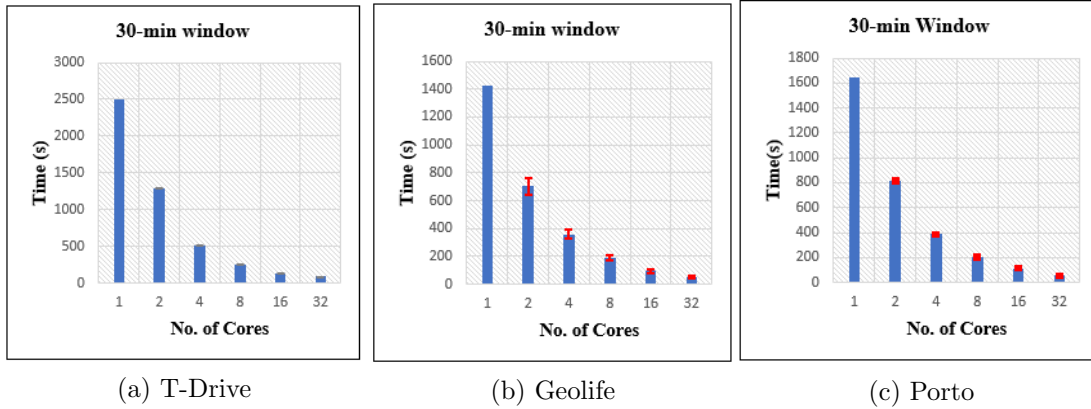 30-min window
3000
2500
2000
1500
1000
500
0
Time (s)
1 2 4 8 16 32
No. of Cores
(a) T-Drive
30-min window
1600
1400
1200
1000
800
600
400
200
0
Time (s)
1 2 4 8 16 32
No. of Cores
(b) Geolife
30-min Window
1800
1600
1400
1200
1000
800
600
400
200
0
Time(s)
1 2 4 8 16 32
No. of Cores
(c) Porto